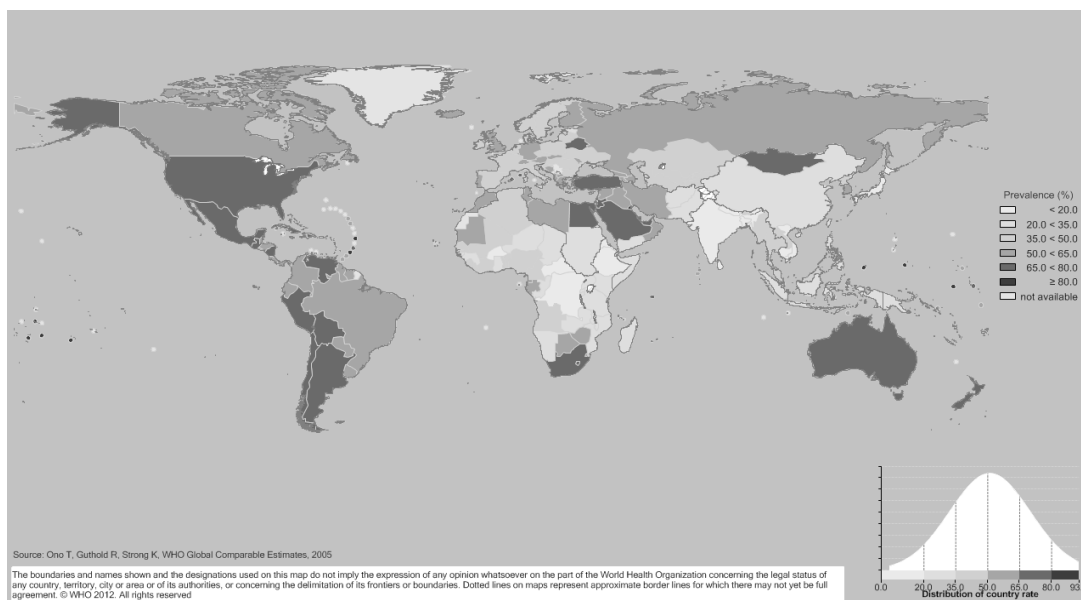 Prevalence (%)
< 20.0
20.0 < 35.0
35.0 < 50.0
50.0 < 65.0
65.0 < 80.0
≥ 80.0
not available
Source: Ono T, Guthold R, Strong K, WHO Global Comparable Estimates, 2005
The boundaries and names shown and the designations used on this map do not imply the expression of any opinion whatsoever on the part of the World Health Organization concerning the legal status of
any country, territory, city or area or of its authorities, or concerning the delimitation of its frontiers or boundaries. Dotted lines on maps represent approximate border lines for which there may not yet be full
agreement. © WHO 2012. All rights reserved
0.0 20.0 35.0 50.0 65.0 80.0 93
Distribution of country rate